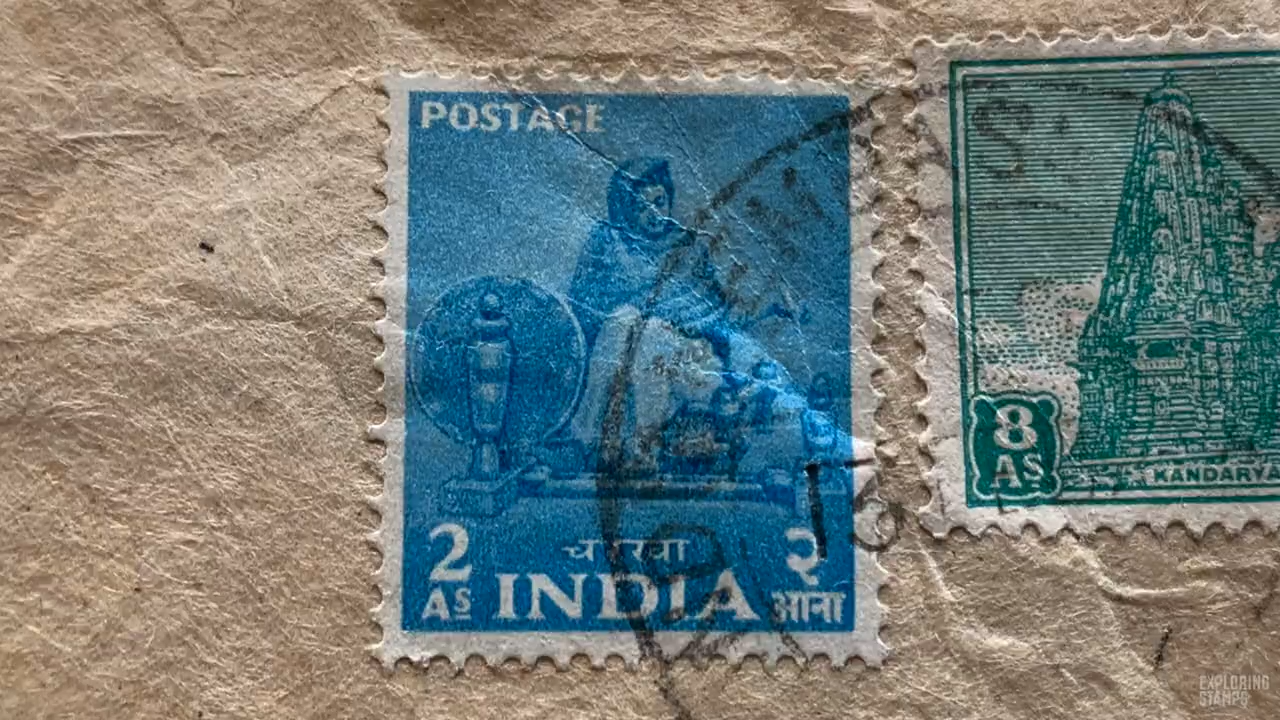 POSTAGE
2 AS
चरखा
INDIA
२ आना
8
AS
KANDARYA
EXPLORING
STAMPS